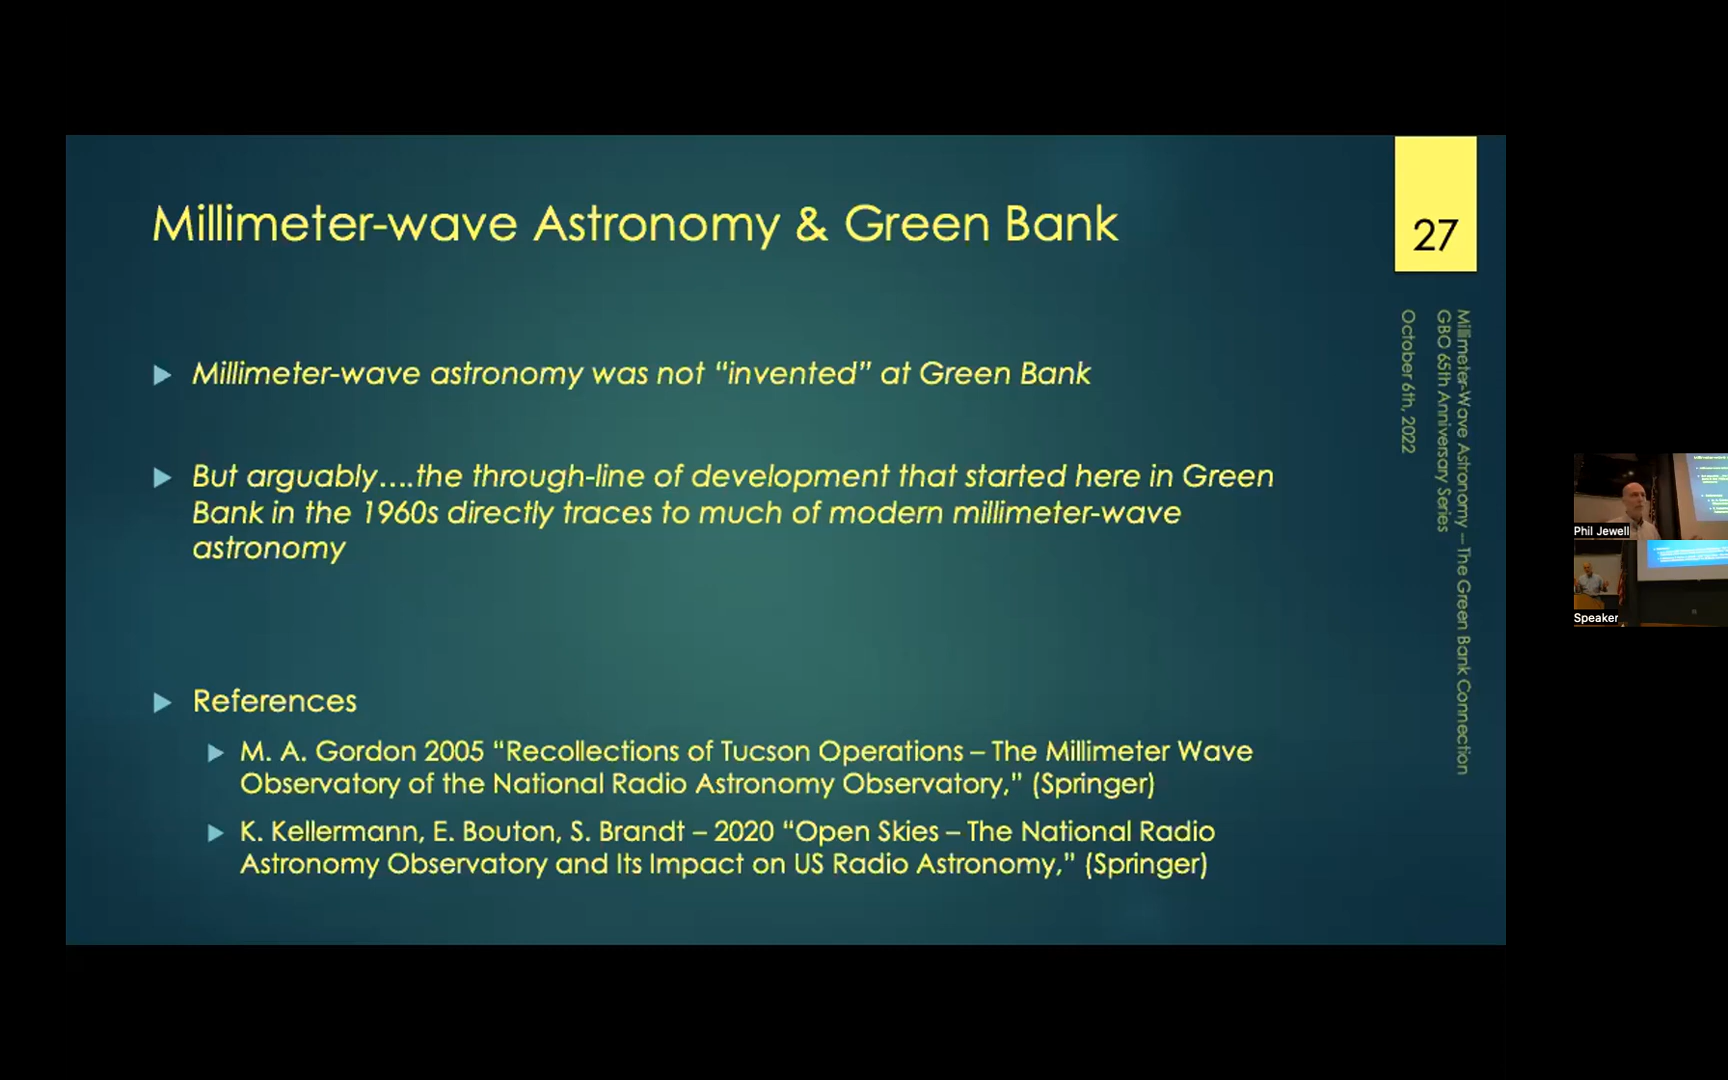 Millimeter-wave Astronomy & Green Bank
27
Millimeter-wave astronomy was not “invented” at Green Bank
But arguably....the through-line of development that started here in Green
Bank in the 1960s directly traces to much of modern millimeter-wave
astronomy
References
M. A. Gordon 2005 “Recollections of Tucson Operations – The Millimeter Wave
Observatory of the National Radio Astronomy Observatory,” (Springer)
K. Kellermann, E. Bouton, S. Brandt – 2020 “Open Skies – The National Radio
Astronomy Observatory and Its Impact on US Radio Astronomy,” (Springer)
Millimeter-Wave Astronomy – The Green Bank Connection
GBO 65th Anniversary Series
October 6th, 2022
Phil Jewell
Speaker